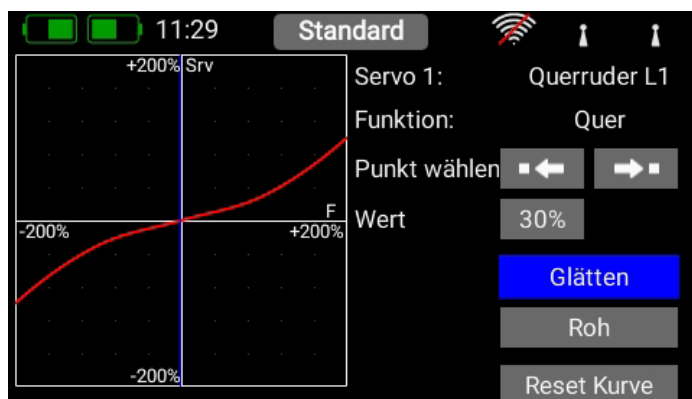 11:29 Standard
+200% Srv
Servo 1: Querruder L1
Funktion: Quer
Punkt wählen
F
-200% +200%
Wert 30%
Glätten
Roh
-200%
Reset Kurve